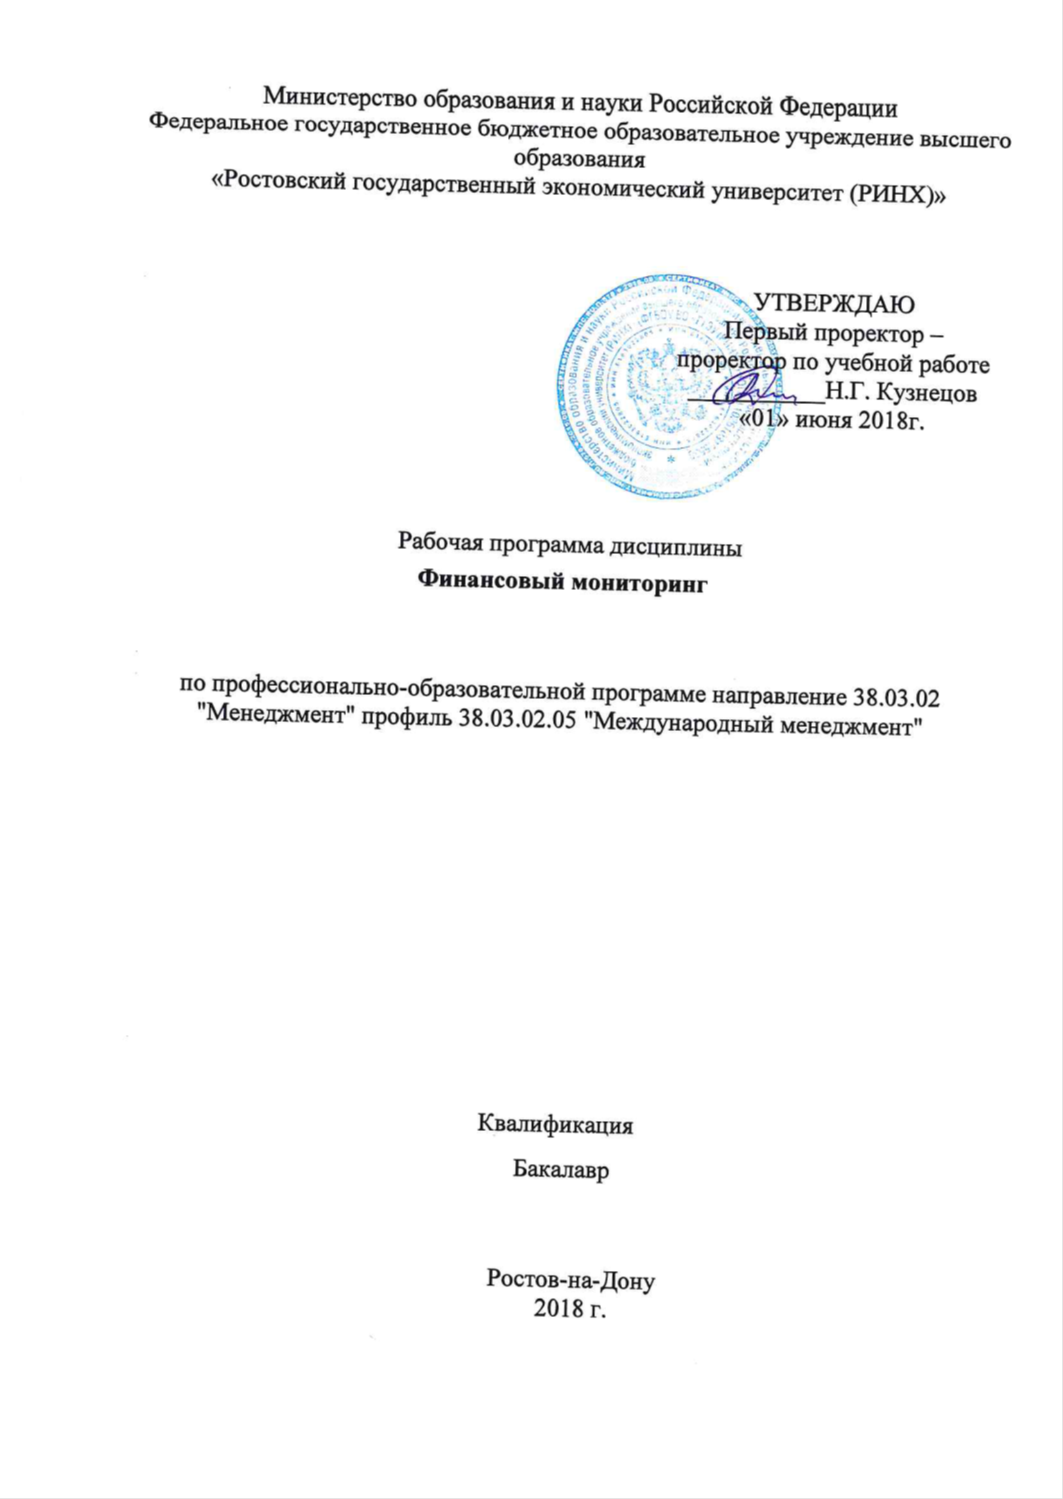 Министерство образования и науки Российской Федерации
Федеральное государственное бюджетное образовательное учреждение высшего
образования
«Ростовский государственный экономический университет (РИНХ)»
УТВЕРЖДАЮ
Первый проректор –
проректор по учебной работе
Н.Г. Кузнецов
«01» июня 2018г.
Рабочая программа дисциплины
Финансовый мониторинг
по профессионально-образовательной программе направление 38.03.02
"Менеджмент" профиль 38.03.02.05 "Международный менеджмент"
Квалификация
Бакалавр
Ростов-на-Дону
2018 г.